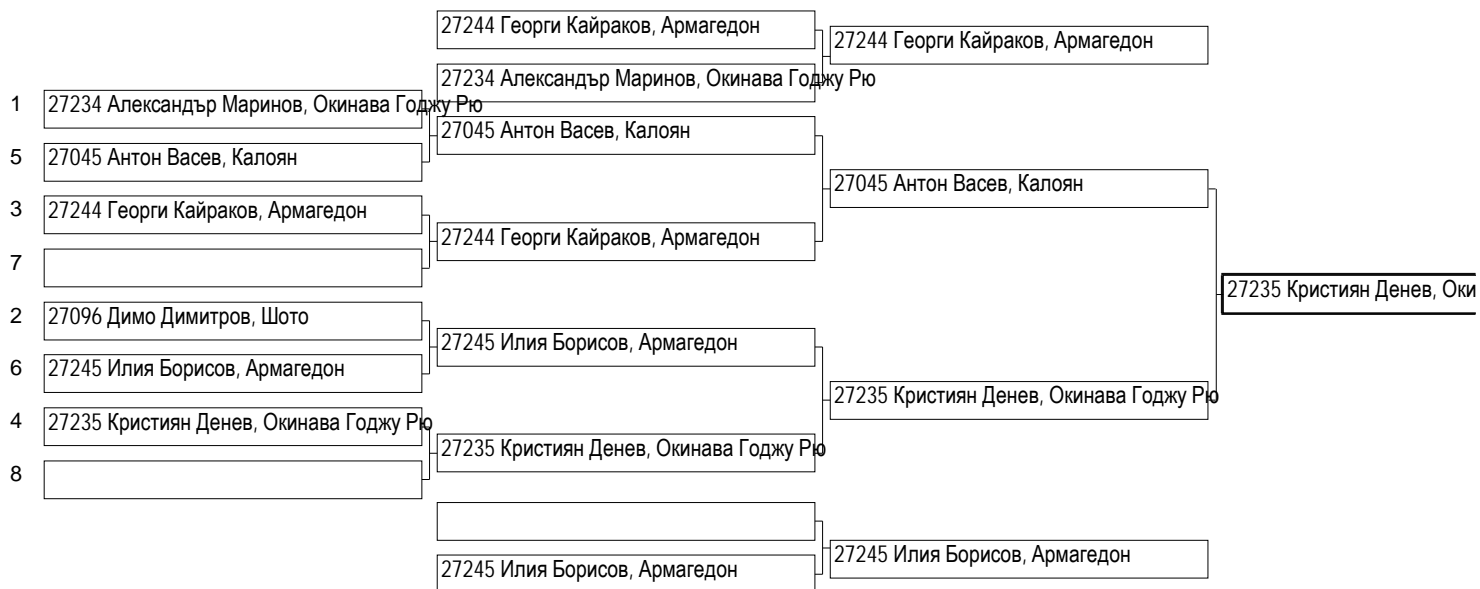 27244 Георги Кайраков, Армагедон
27244 Георги Кайраков, Армагедон
27234 Александър Маринов, Окинава Годжу Рю
1 27234 Александър Маринов, Окинава Годжу Рю
27045 Антон Васев, Калоян
5 27045 Антон Васев, Калоян
27045 Антон Васев, Калоян
3 27244 Георги Кайраков, Армагедон
27244 Георги Кайраков, Армагедон
7
27235 Кристиян Денев, Оки
2 27096 Димо Димитров, Шото
27245 Илия Борисов, Армагедон
6 27245 Илия Борисов, Армагедон
27235 Кристиян Денев, Окинава Годжу Рю
4 27235 Кристиян Денев, Окинава Годжу Рю
27235 Кристиян Денев, Окинава Годжу Рю
8
27245 Илия Борисов, Армагедон
27245 Илия Борисов, Армагедон